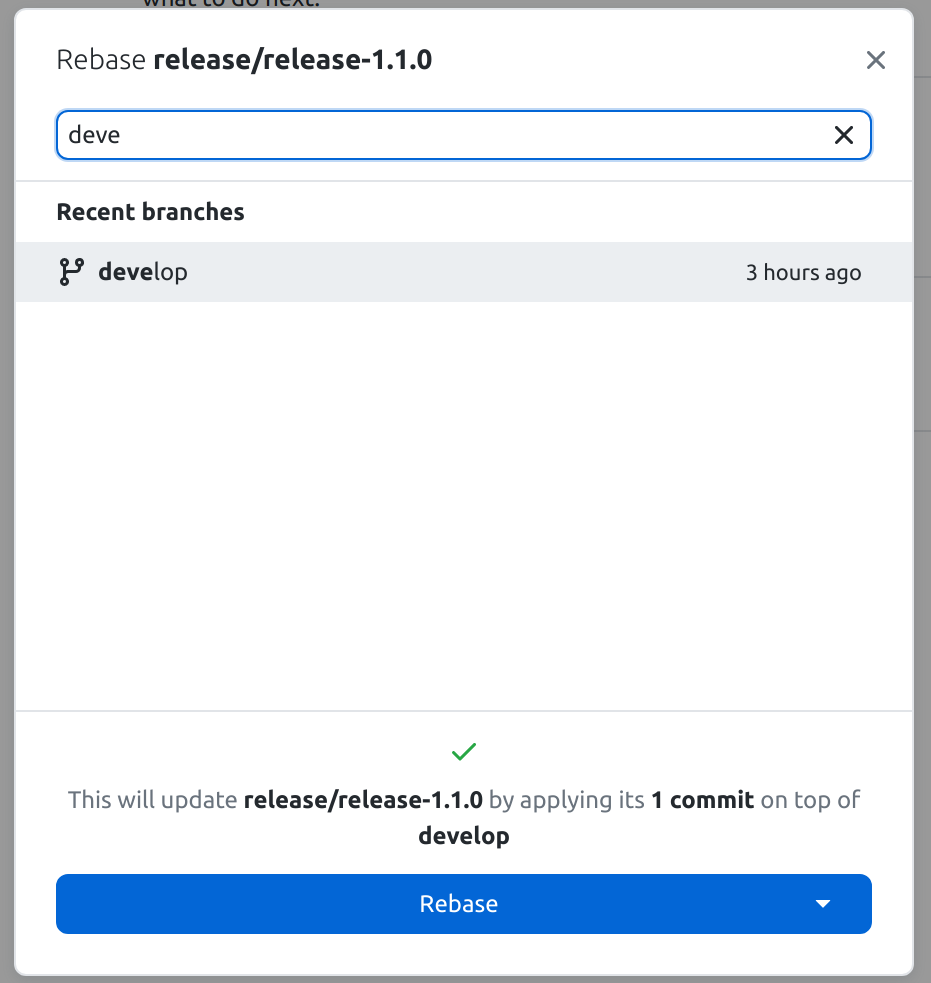 what to do next.
Rebase release/release-1.1.0
deve
Recent branches
develop 3 hours ago
This will update release/release-1.1.0 by applying its 1 commit on top of
develop
Rebase